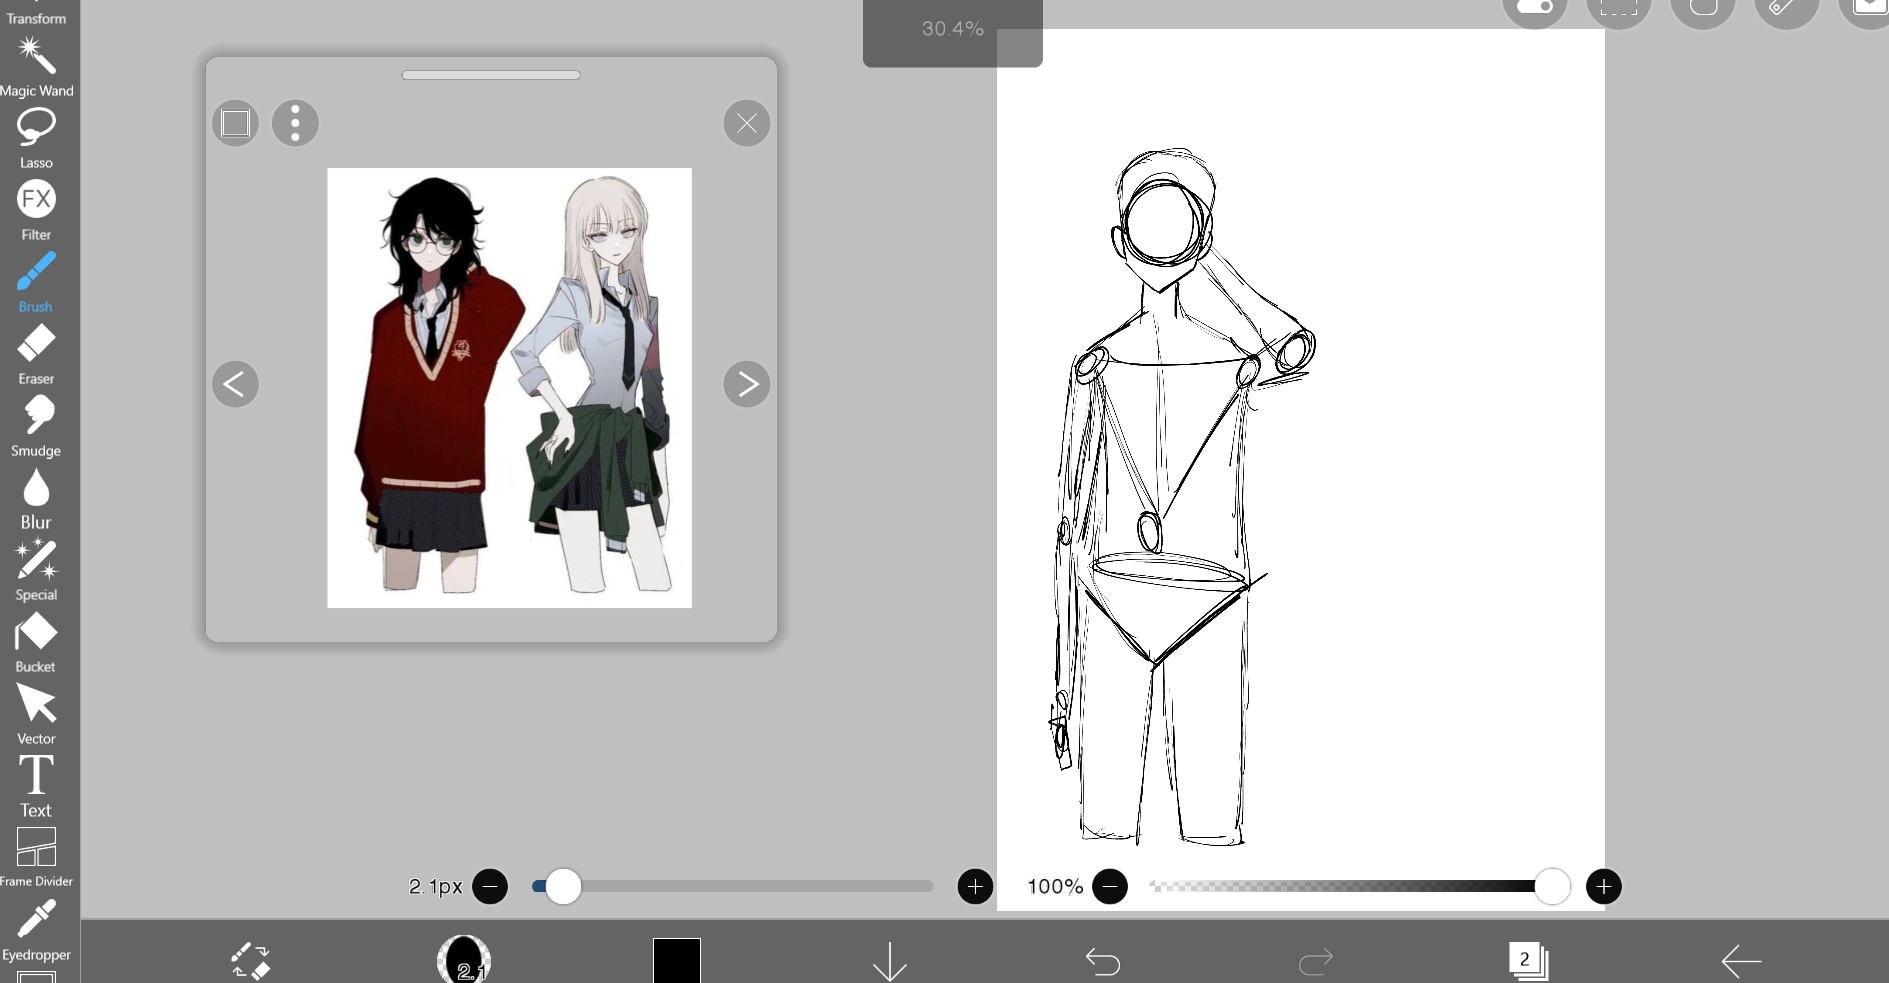 Transform
Magic Wand
Lasso
FX
Filter
Brush
Eraser
Smudge
Blur
Special
Bucket
Vector
T
Text
Frame Divider
Eyedropper
30.4%
2.1px
100%
2.1
2